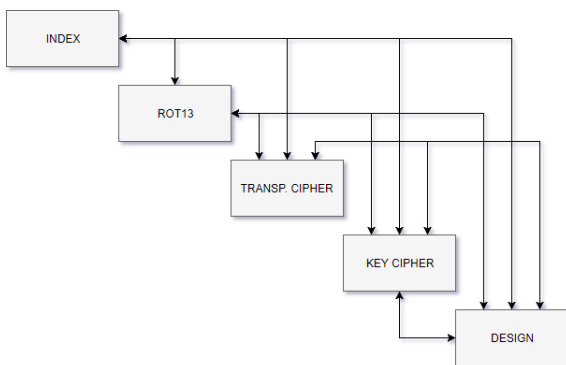 INDEX
ROT13
TRANSP. CIPHER
KEY CIPHER
DESIGN